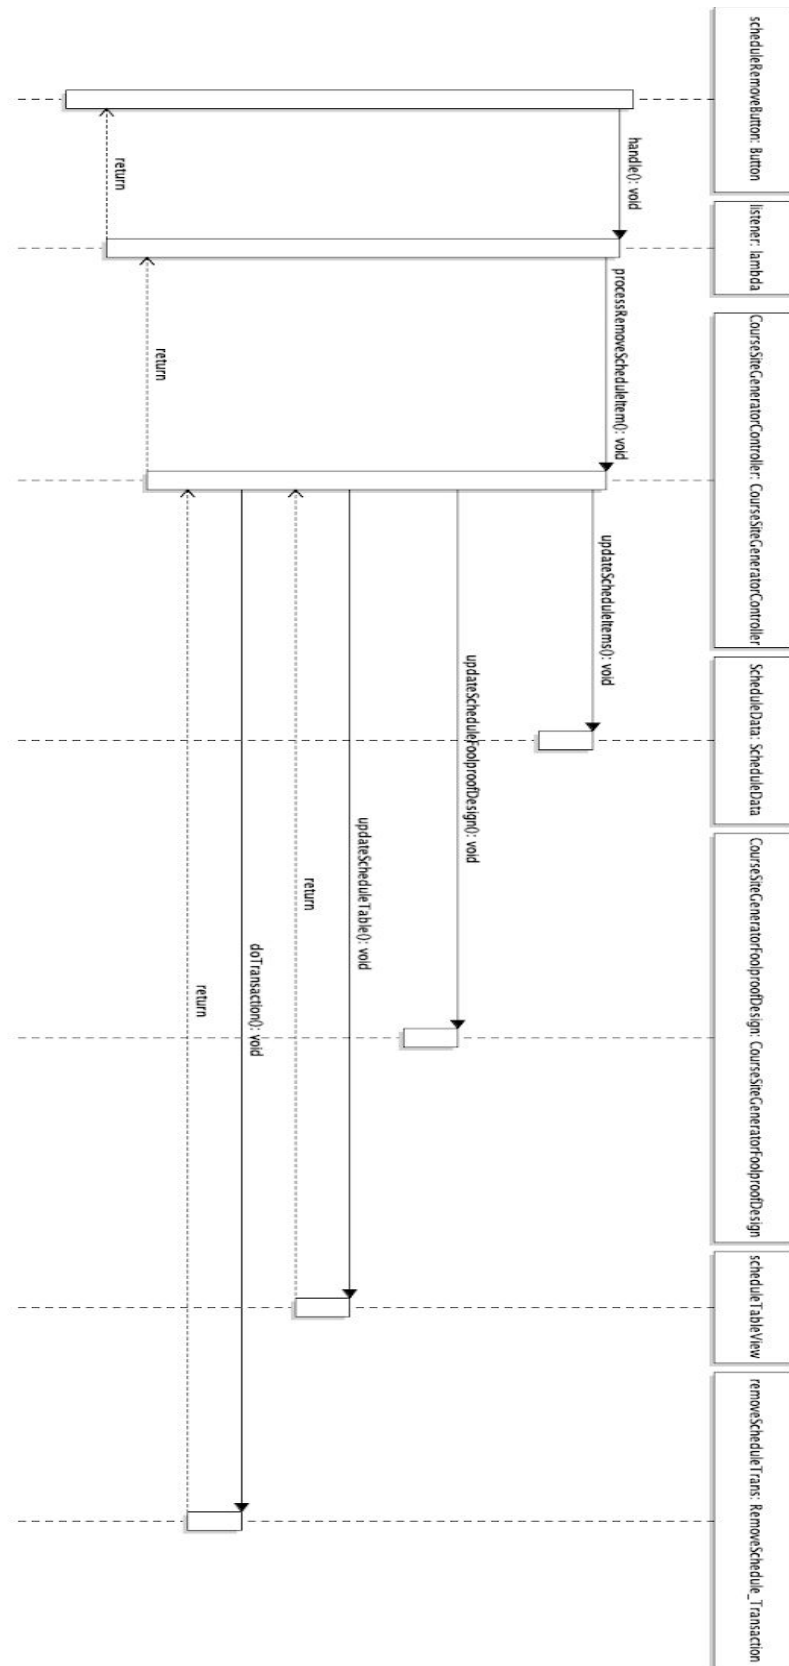 scheduleRemoveButton: Button
listener: lambda
CourseSiteGeneratorController: CourseSiteGeneratorController
ScheduleData: ScheduleData
CourseSiteGeneratorFoolproofDesign: CourseSiteGeneratorFoolproofDesign
scheduleTableView
removeScheduleTrans: RemoveSchedule_Transaction
handle(): void
processRemoveScheduleItem(): void
updateScheduleItems(): void
updateScheduleFoolproofDesign(): void
updateScheduleTable(): void
return
doTransaction(): void
return
return
return